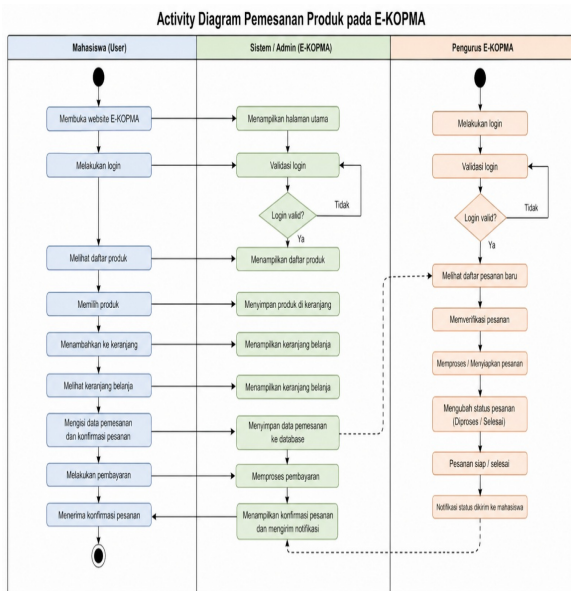 Activity Diagram Pemesanan Produk pada E-KOPMA
Mahasiswa (User)
Sistem / Admin (E-KOPMA)
Pengurus E-KOPMA
Membuka website E-KOPMA
Menampilkan halaman utama
Melakukan login
Melakukan login
Validasi login
Validasi login
Tidak
Tidak
Login valid?
Login valid?
Ya
Ya
Melihat daftar produk
Menampilkan daftar produk
Melihat daftar pesanan baru
Memilih produk
Menyimpan produk di keranjang
Memverifikasi pesanan
Menambahkan ke keranjang
Menampilkan keranjang belanja
Memproses / Menyiapkan pesanan
Melihat keranjang belanja
Menampilkan keranjang belanja
Mengubah status pesanan
(Diproses / Selesai)
Mengisi data pemesanan
dan konfirmasi pesanan
Menyimpan data pemesanan
ke database
Pesanan siap / selesai
Melakukan pembayaran
Memproses pembayaran
Notifikasi status dikirim ke mahasiswa
Menerima konfirmasi pesanan
Menampilkan konfirmasi pesanan
dan mengirim notifikasi